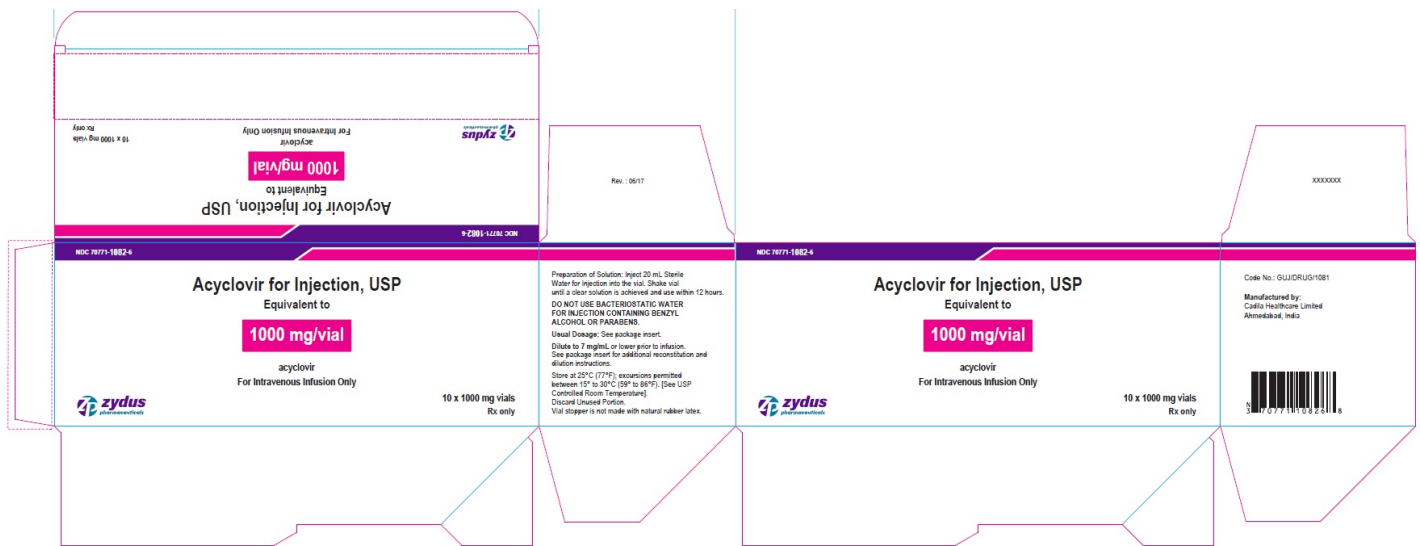 10 x 1000 mg vials
Rx only
zydus
pharmaceuticals
For Intravenous Infusion Only
acyclovir
1000 mg/vial
Equivalent to
Acyclovir for Injection, USP
NDC 70771-1082-6
Rev. : 06/17
XXXXXXX
NDC 70771-1082-6
Acyclovir for Injection, USP
Equivalent to
1000 mg/vial
acyclovir
For Intravenous Infusion Only
zydus
pharmaceuticals
10 x 1000 mg vials
Rx only
Preparation of Solution: Inject 20 mL Sterile
Water for Injection into the vial. Shake vial
until a clear solution is achieved and use within 12 hours.
DO NOT USE BACTERIOSTATIC WATER
FOR INJECTION CONTAINING BENZYL
ALCOHOL OR PARABENS.
Usual Dosage: See package insert.
Dilute to 7 mg/mL or lower prior to infusion.
See package insert for additional reconstitution and
dilution instructions.
Store at 25°C (77°F); excursions permitted
between 15° to 30°C (59° to 86°F). [See USP
Controlled Room Temperature].
Discard Unused Portion.
Vial stopper is not made with natural rubber latex.
NDC 70771-1082-6
Acyclovir for Injection, USP
Equivalent to
1000 mg/vial
acyclovir
For Intravenous Infusion Only
zydus
pharmaceuticals
10 x 1000 mg vials
Rx only
Code No.: GUJ/DRUG/1081
Manufactured by:
Cadila Healthcare Limited
Ahmedabad, India
N
3 70771 10826 8